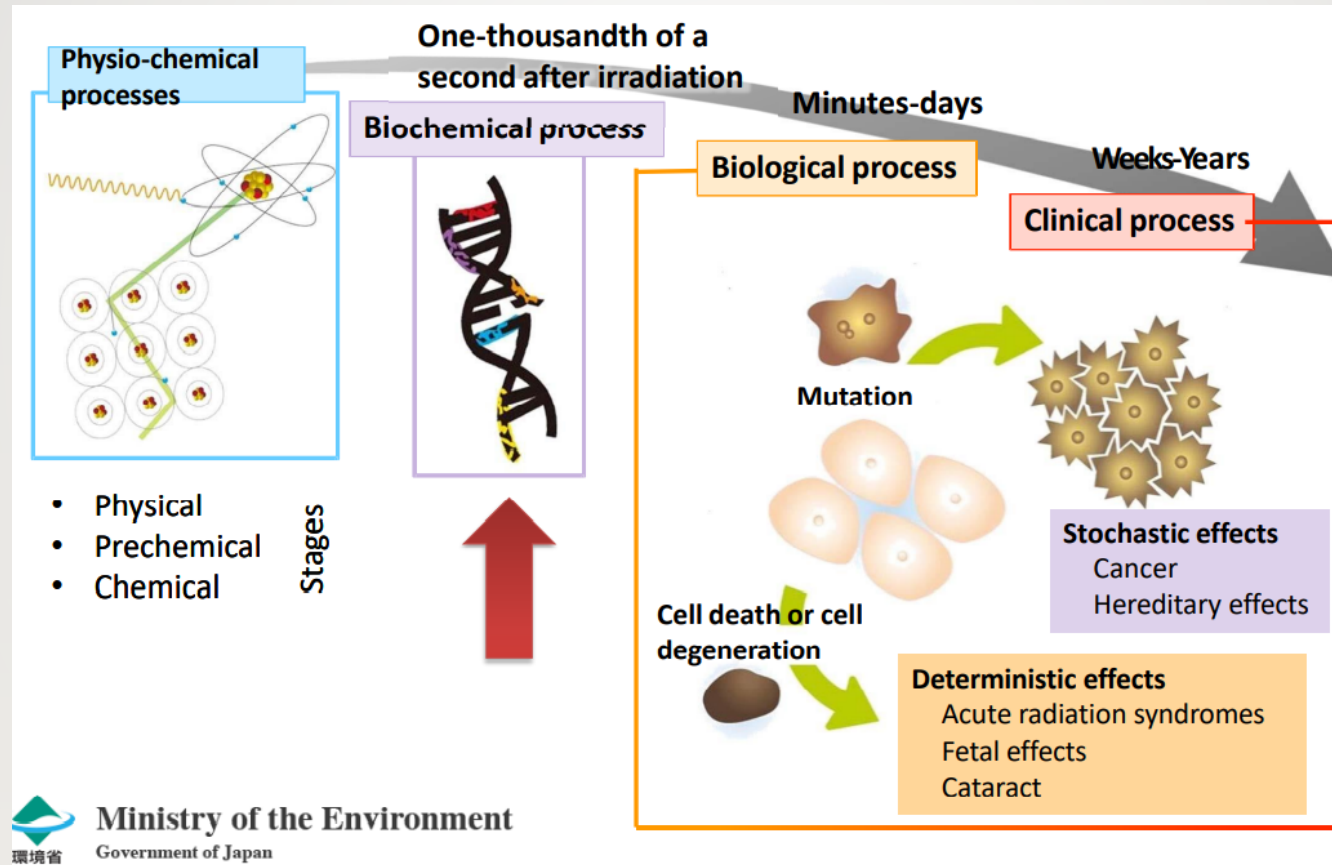 Physio-chemical
processes
One-thousandth of a
second after irradiation
Biochemical process
Minutes-days
Biological process
Weeks-Years
Clinical process
• Physical
• Prechemical
• Chemical
Stages
Mutation
Cell death or cell
degeneration
Stochastic effects
Cancer
Hereditary effects
Deterministic effects
Acute radiation syndromes
Fetal effects
Cataract
環境省
Ministry of the Environment
Government of Japan